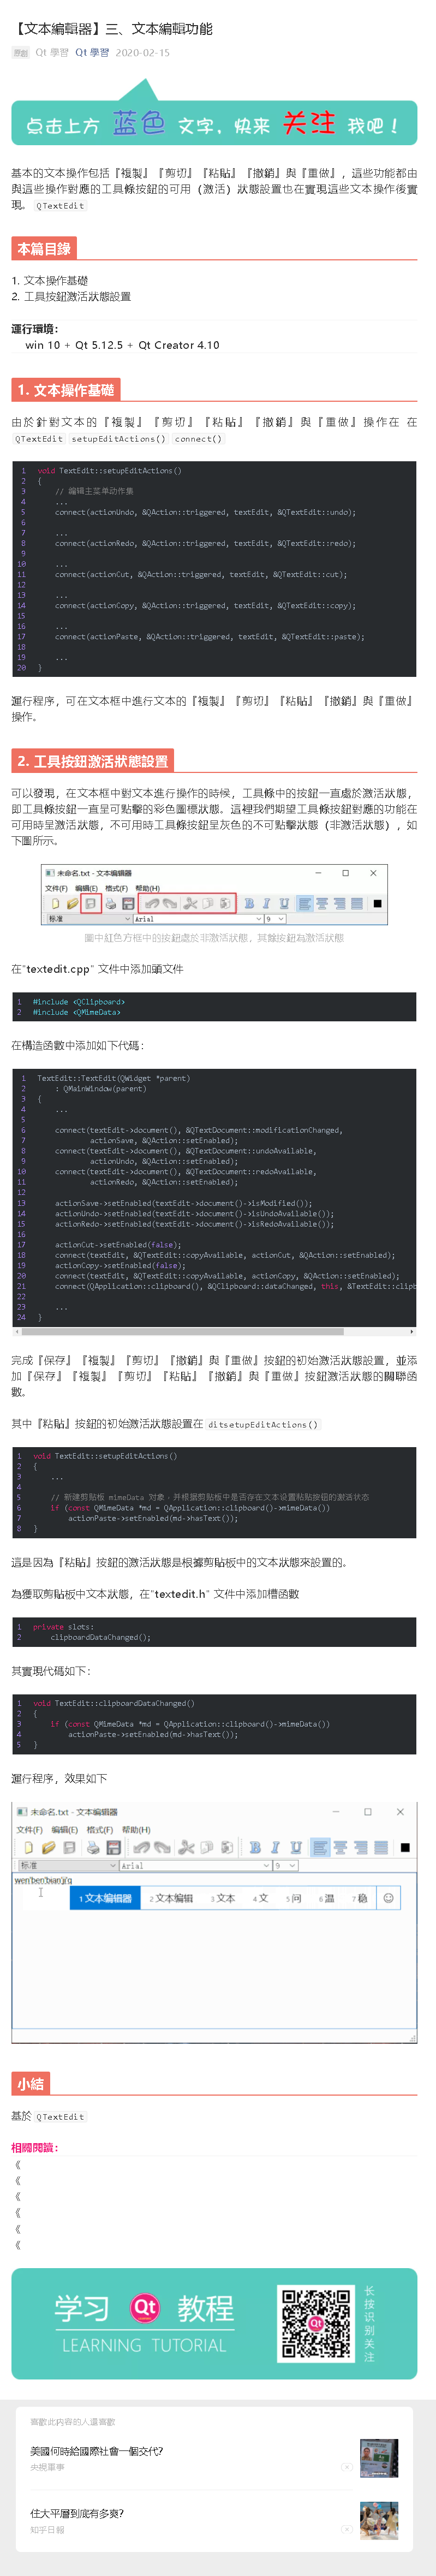 【文本編輯器】三、文本編輯功能
原創 Qt 學習 Qt 學習 2020-02-15
点击上方 蓝色 文字，快来 关注 我吧！
基本的文本操作包括『複製』『剪切』『粘貼』『撤銷』與『重做』，這些功能都由
與這些操作對應的工具條按鈕的可用（激活）狀態設置也在實現這些文本操作後實
現。 QTextEdit
本篇目錄
1. 文本操作基礎
2. 工具按鈕激活狀態設置
運行環境：
win 10 + Qt 5.12.5 + Qt Creator 4.10
1. 文本操作基礎
由於針對文本的『複製』『剪切』『粘貼』『撤銷』與『重做』操作在 在
QTextEdit setupEditActions() connect()
1 void TextEdit::setupEditActions()
2 {
3 // 编辑主菜单动作集
4 ...
5 connect(actionUndo, &QAction::triggered, textEdit, &QTextEdit::undo);
6
7 ...
8 connect(actionRedo, &QAction::triggered, textEdit, &QTextEdit::redo);
9
10 ...
11 connect(actionCut, &QAction::triggered, textEdit, &QTextEdit::cut);
12
13 ...
14 connect(actionCopy, &QAction::triggered, textEdit, &QTextEdit::copy);
15
16 ...
17 connect(actionPaste, &QAction::triggered, textEdit, &QTextEdit::paste);
18
19 ...
20 }
運行程序，可在文本框中進行文本的『複製』『剪切』『粘貼』『撤銷』與『重做』
操作。
2. 工具按鈕激活狀態設置
可以發現，在文本框中對文本進行操作的時候，工具條中的按鈕一直處於激活狀態，
即工具條按鈕一直呈可點擊的彩色圖標狀態。這裡我們期望工具條按鈕對應的功能在
可用時呈激活狀態，不可用時工具條按鈕呈灰色的不可點擊狀態（非激活狀態），如
下圖所示。
未命名.txt - 文本编辑器
文件(F) 编辑(E) 格式(F) 帮助(H)
B I U
标准 Arial 9
圖中紅色方框中的按鈕處於非激活狀態，其餘按鈕為激活狀態
在"textedit.cpp" 文件中添加頭文件
1 #include <QClipboard>
2 #include <QMimeData>
在構造函數中添加如下代碼：
1 TextEdit::TextEdit(QWidget *parent)
2 : QMainWindow(parent)
3 {
4 ...
5
6 connect(textEdit->document(), &QTextDocument::modificationChanged,
7 actionSave, &QAction::setEnabled);
8 connect(textEdit->document(), &QTextDocument::undoAvailable,
9 actionUndo, &QAction::setEnabled);
10 connect(textEdit->document(), &QTextDocument::redoAvailable,
11 actionRedo, &QAction::setEnabled);
12
13 actionSave->setEnabled(textEdit->document()->isModified());
14 actionUndo->setEnabled(textEdit->document()->isUndoAvailable());
15 actionRedo->setEnabled(textEdit->document()->isRedoAvailable());
16
17 actionCut->setEnabled(false);
18 connect(textEdit, &QTextEdit::copyAvailable, actionCut, &QAction::setEnabled);
19 actionCopy->setEnabled(false);
20 connect(textEdit, &QTextEdit::copyAvailable, actionCopy, &QAction::setEnabled);
21 connect(QApplication::clipboard(), &QClipboard::dataChanged, this, &TextEdit::clipb
22
23 ...
24 }
完成『保存』『複製』『剪切』『撤銷』與『重做』按鈕的初始激活狀態設置，並添
加『保存』『複製』『剪切』『粘貼』『撤銷』與『重做』按鈕激活狀態的關聯函
數。
其中『粘貼』按鈕的初始激活狀態設置在 ditsetupEditActions()
1 void TextEdit::setupEditActions()
2 {
3 ...
4
5 // 新建剪贴板 mimeData 对象，并根据剪贴板中是否存在文本设置粘贴按钮的激活状态
6 if (const QMimeData *md = QApplication::clipboard()->mimeData())
7 actionPaste->setEnabled(md->hasText());
8 }
這是因為『粘貼』按鈕的激活狀態是根據剪貼板中的文本狀態來設置的。
為獲取剪貼板中文本狀態，在"textedit.h" 文件中添加槽函數
1 private slots:
2 clipboardDataChanged();
其實現代碼如下：
1 void TextEdit::clipboardDataChanged()
2 {
3 if (const QMimeData *md = QApplication::clipboard()->mimeData())
4 actionPaste->setEnabled(md->hasText());
5 }
運行程序，效果如下
未命名.txt - 文本编辑器
文件(F) 编辑(E) 格式(F) 帮助(H)
B I U
标准 Arial 9
wen'ben'bian'ji'q
1 文本编辑器 2 文本编辑 3 文本 4 文 5 问 6 温 7 稳
小結
基於 QTextEdit
相關閱讀：
《
《
《
《
《
《
学习 Qt 教程
LEARNING TUTORIAL
长按识别关注
喜歡此内容的人還喜歡
美國何時給國際社會一個交代?
央視軍事
住大平層到底有多爽?
知乎日報